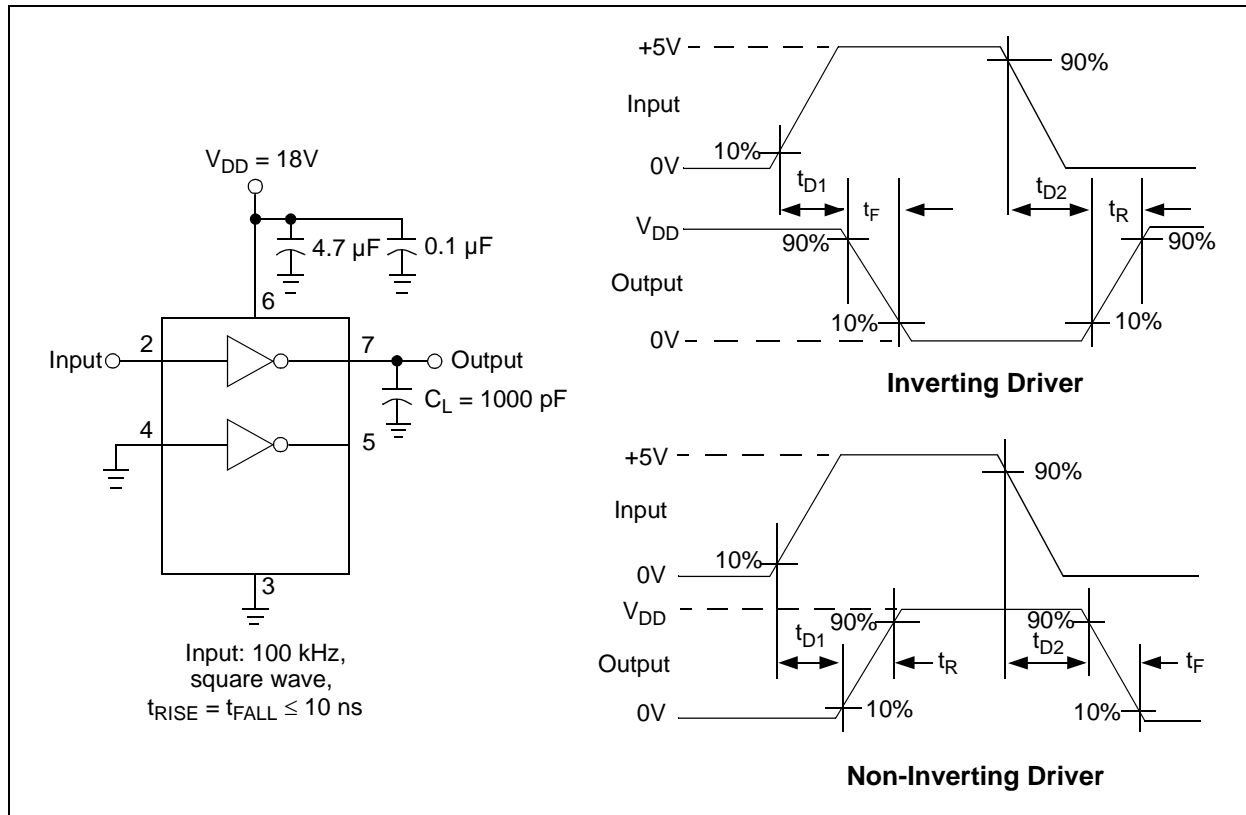 V_DD = 18V
4.7 µF
0.1 µF
6
Input
2
7
Output
C_L = 1000 pF
4
5
3
Input: 100 kHz,
square wave,
t_RISE = t_FALL ≤ 10 ns
+5V
90%
Input
10%
0V
t_D1
t_D2
t_F
t_R
V_DD
90%
90%
Output
10%
10%
0V
Inverting Driver
+5V
90%
Input
10%
0V
V_DD
90%
90%
t_D1
t_D2
Output
t_R
t_F
0V
10%
10%
Non-Inverting Driver